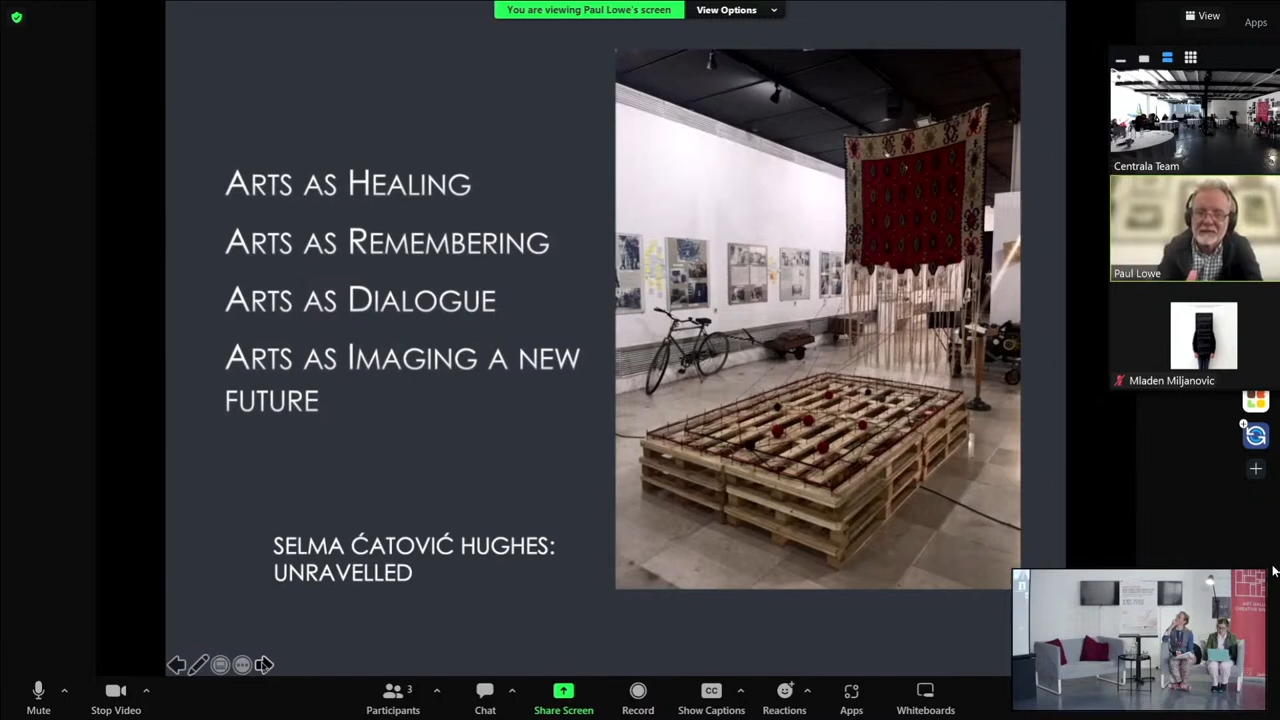 You are viewing Paul Lowe's screen
View Options
View
Apps
ARTS AS HEALING
ARTS AS REMEMBERING
ARTS AS DIALOGUE
ARTS AS IMAGING A NEW
FUTURE
SELMA ĆATOVIĆ HUGHES:
UNRAVELLED
Centrala Team
Paul Lowe
Mladen Miljanovic
Mute
Stop Video
Participants
3
Chat
Share Screen
Record
Show Captions
Reactions
Apps
Whiteboards